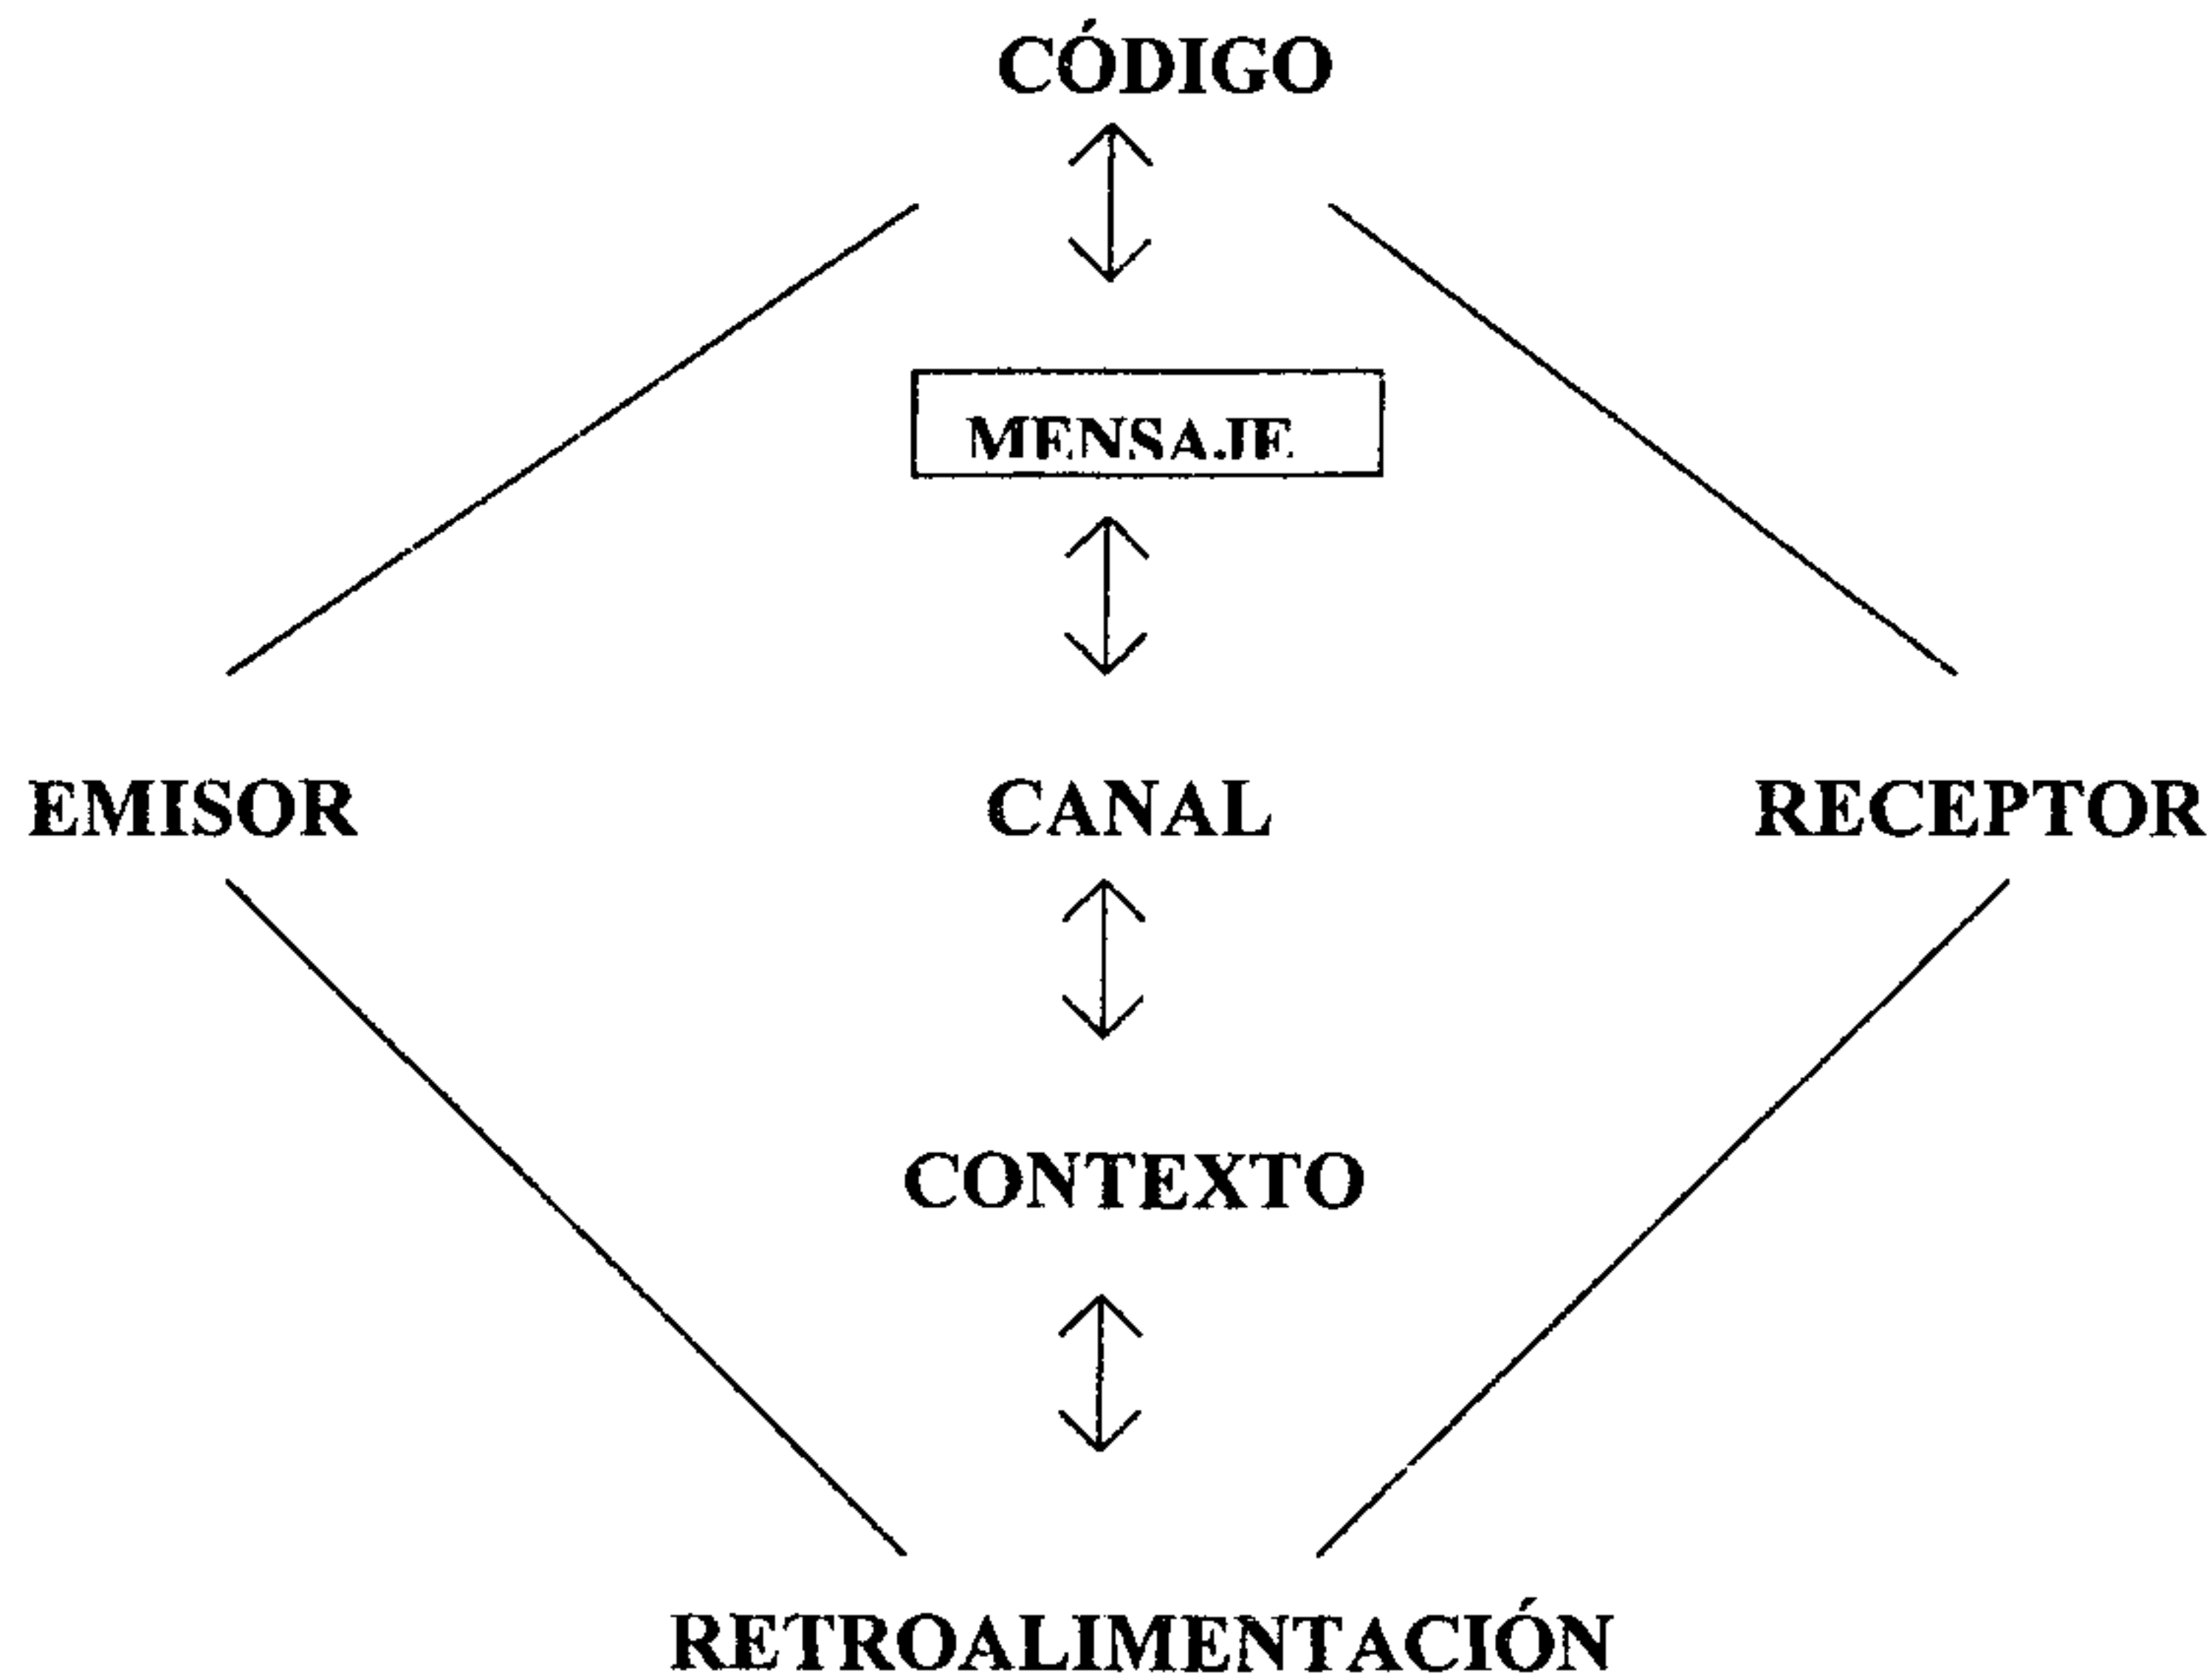 CÓDIGO
MENSAJE
EMISOR CANAL RECEPTOR
CONTEXTO
RETROALIMENTACIÓN